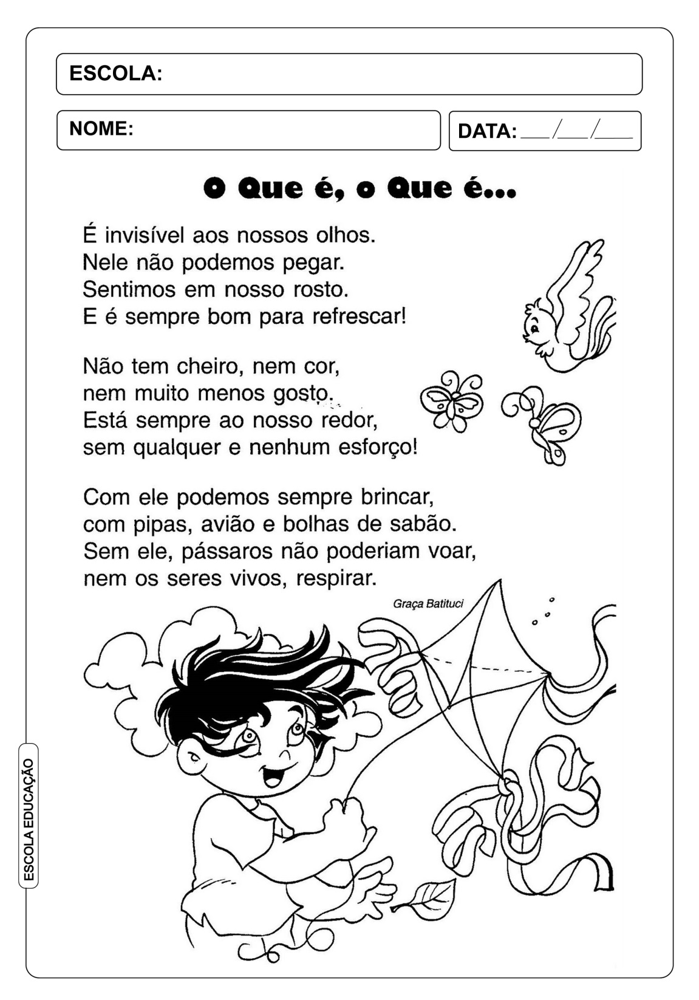 ESCOLA:
NOME:
DATA: ___/___/___
O Que é, o Que é...
É invisível aos nossos olhos.
Nele não podemos pegar.
Sentimos em nosso rosto.
E é sempre bom para refrescar!
Não tem cheiro, nem cor,
nem muito menos gosto.
Está sempre ao nosso redor,
sem qualquer e nenhum esforço!
Com ele podemos sempre brincar,
com pipas, avião e bolhas de sabão.
Sem ele, pássaros não poderiam voar,
nem os seres vivos, respirar.
Graça Batituci
ESCOLA EDUCAÇÃO